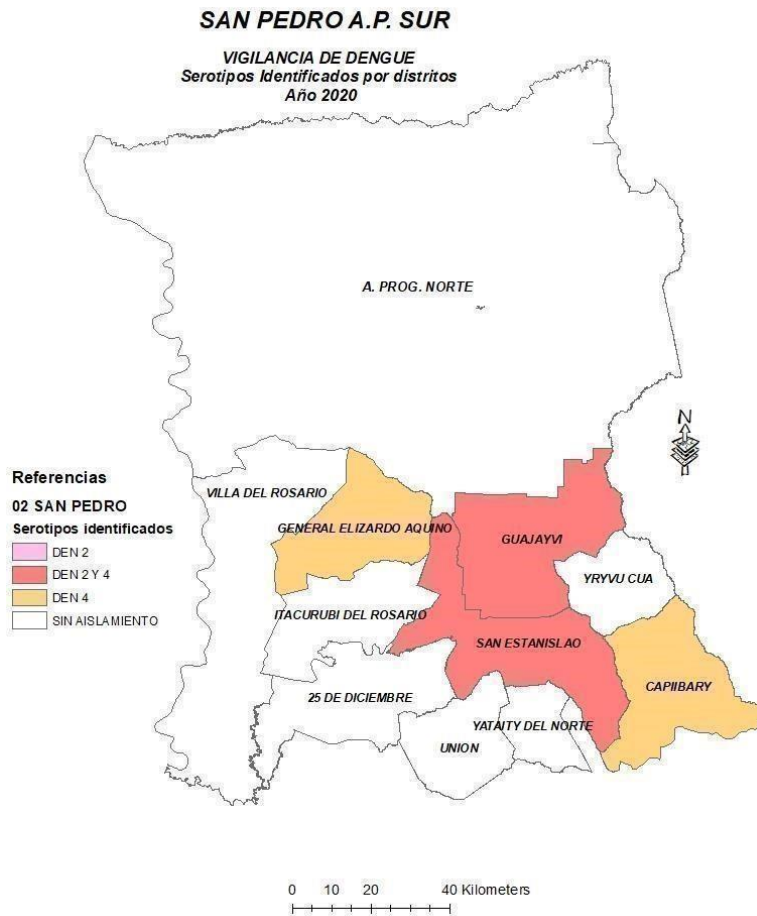 SAN PEDRO A.P. SUR
VIGILANCIA DE DENGUE
Serotipos Identificados por distritos
Año 2020
A. PROG. NORTE
N
Referencias
02 SAN PEDRO
Serotipos identificados
DEN 2
DEN 2 Y 4
DEN 4
SIN AISLAMIENTO
VILLA DEL ROSARIO
GENERAL ELIZARDO AQUINO
GUAJAYVI
YRYVU CUA
ITACURUBI DEL ROSARIO
SAN ESTANISLAO
CAPIIBARY
25 DE DICIEMBRE
YATAITY DEL NORTE
UNION
0 10 20 40 Kilometers